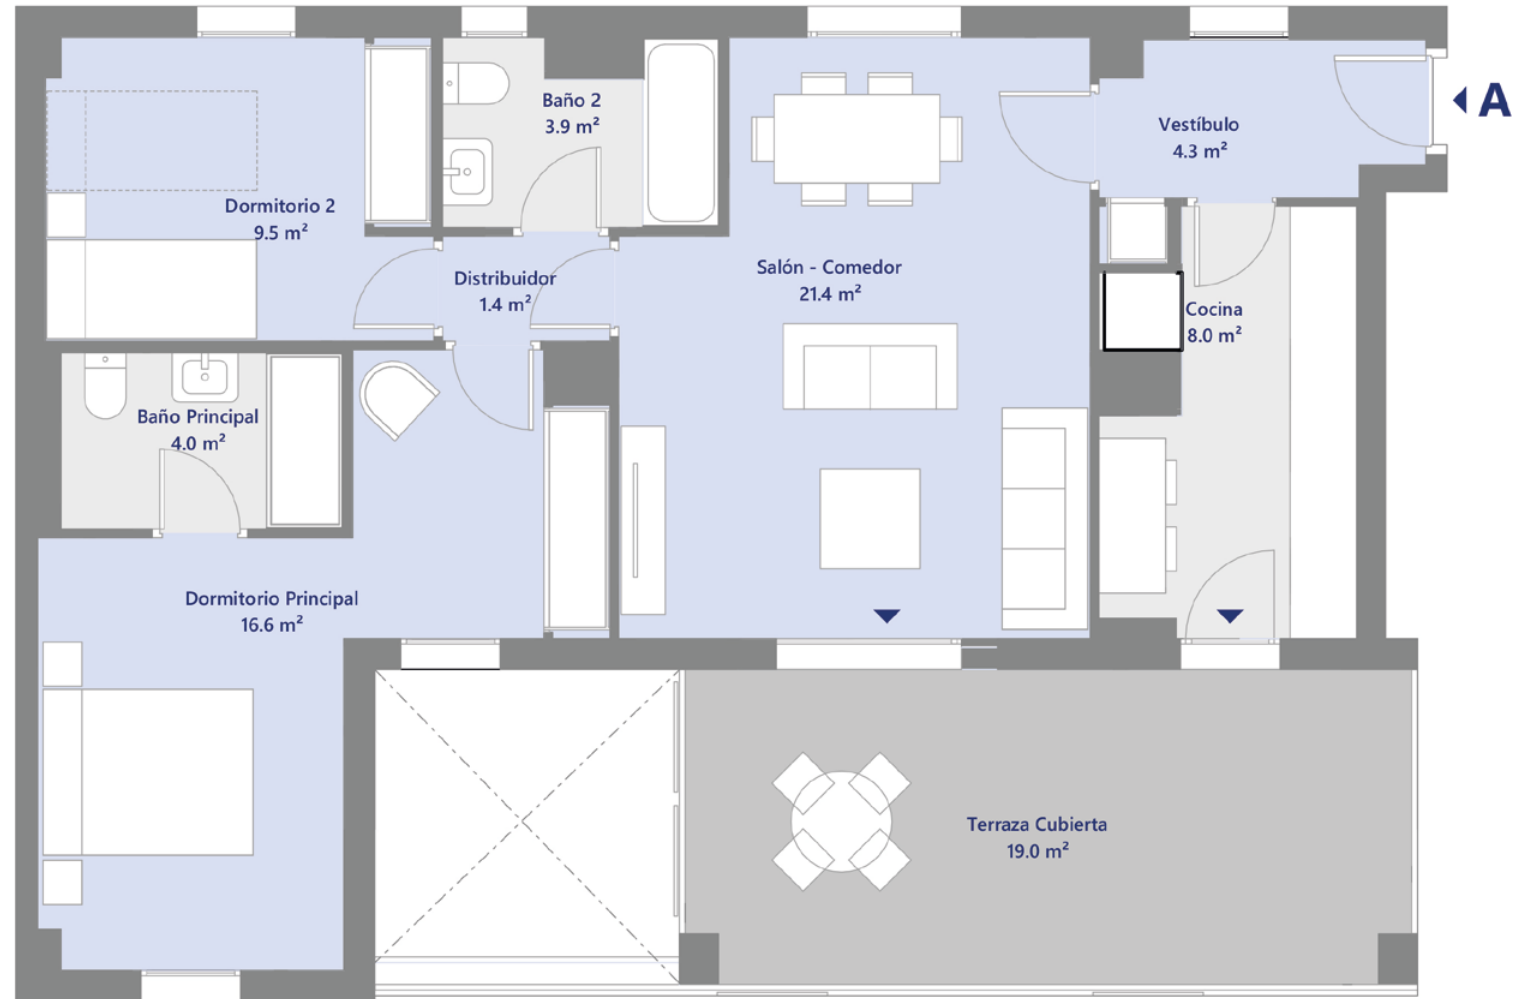 Baño 2
3.9 m²
A
Vestíbulo
4.3 m²
Dormitorio 2
9.5 m²
Distribuidor
1.4 m²
Salón - Comedor
21.4 m²
Cocina
8.0 m²
Baño Principal
4.0 m²
Dormitorio Principal
16.6 m²
Terraza Cubierta
19.0 m²